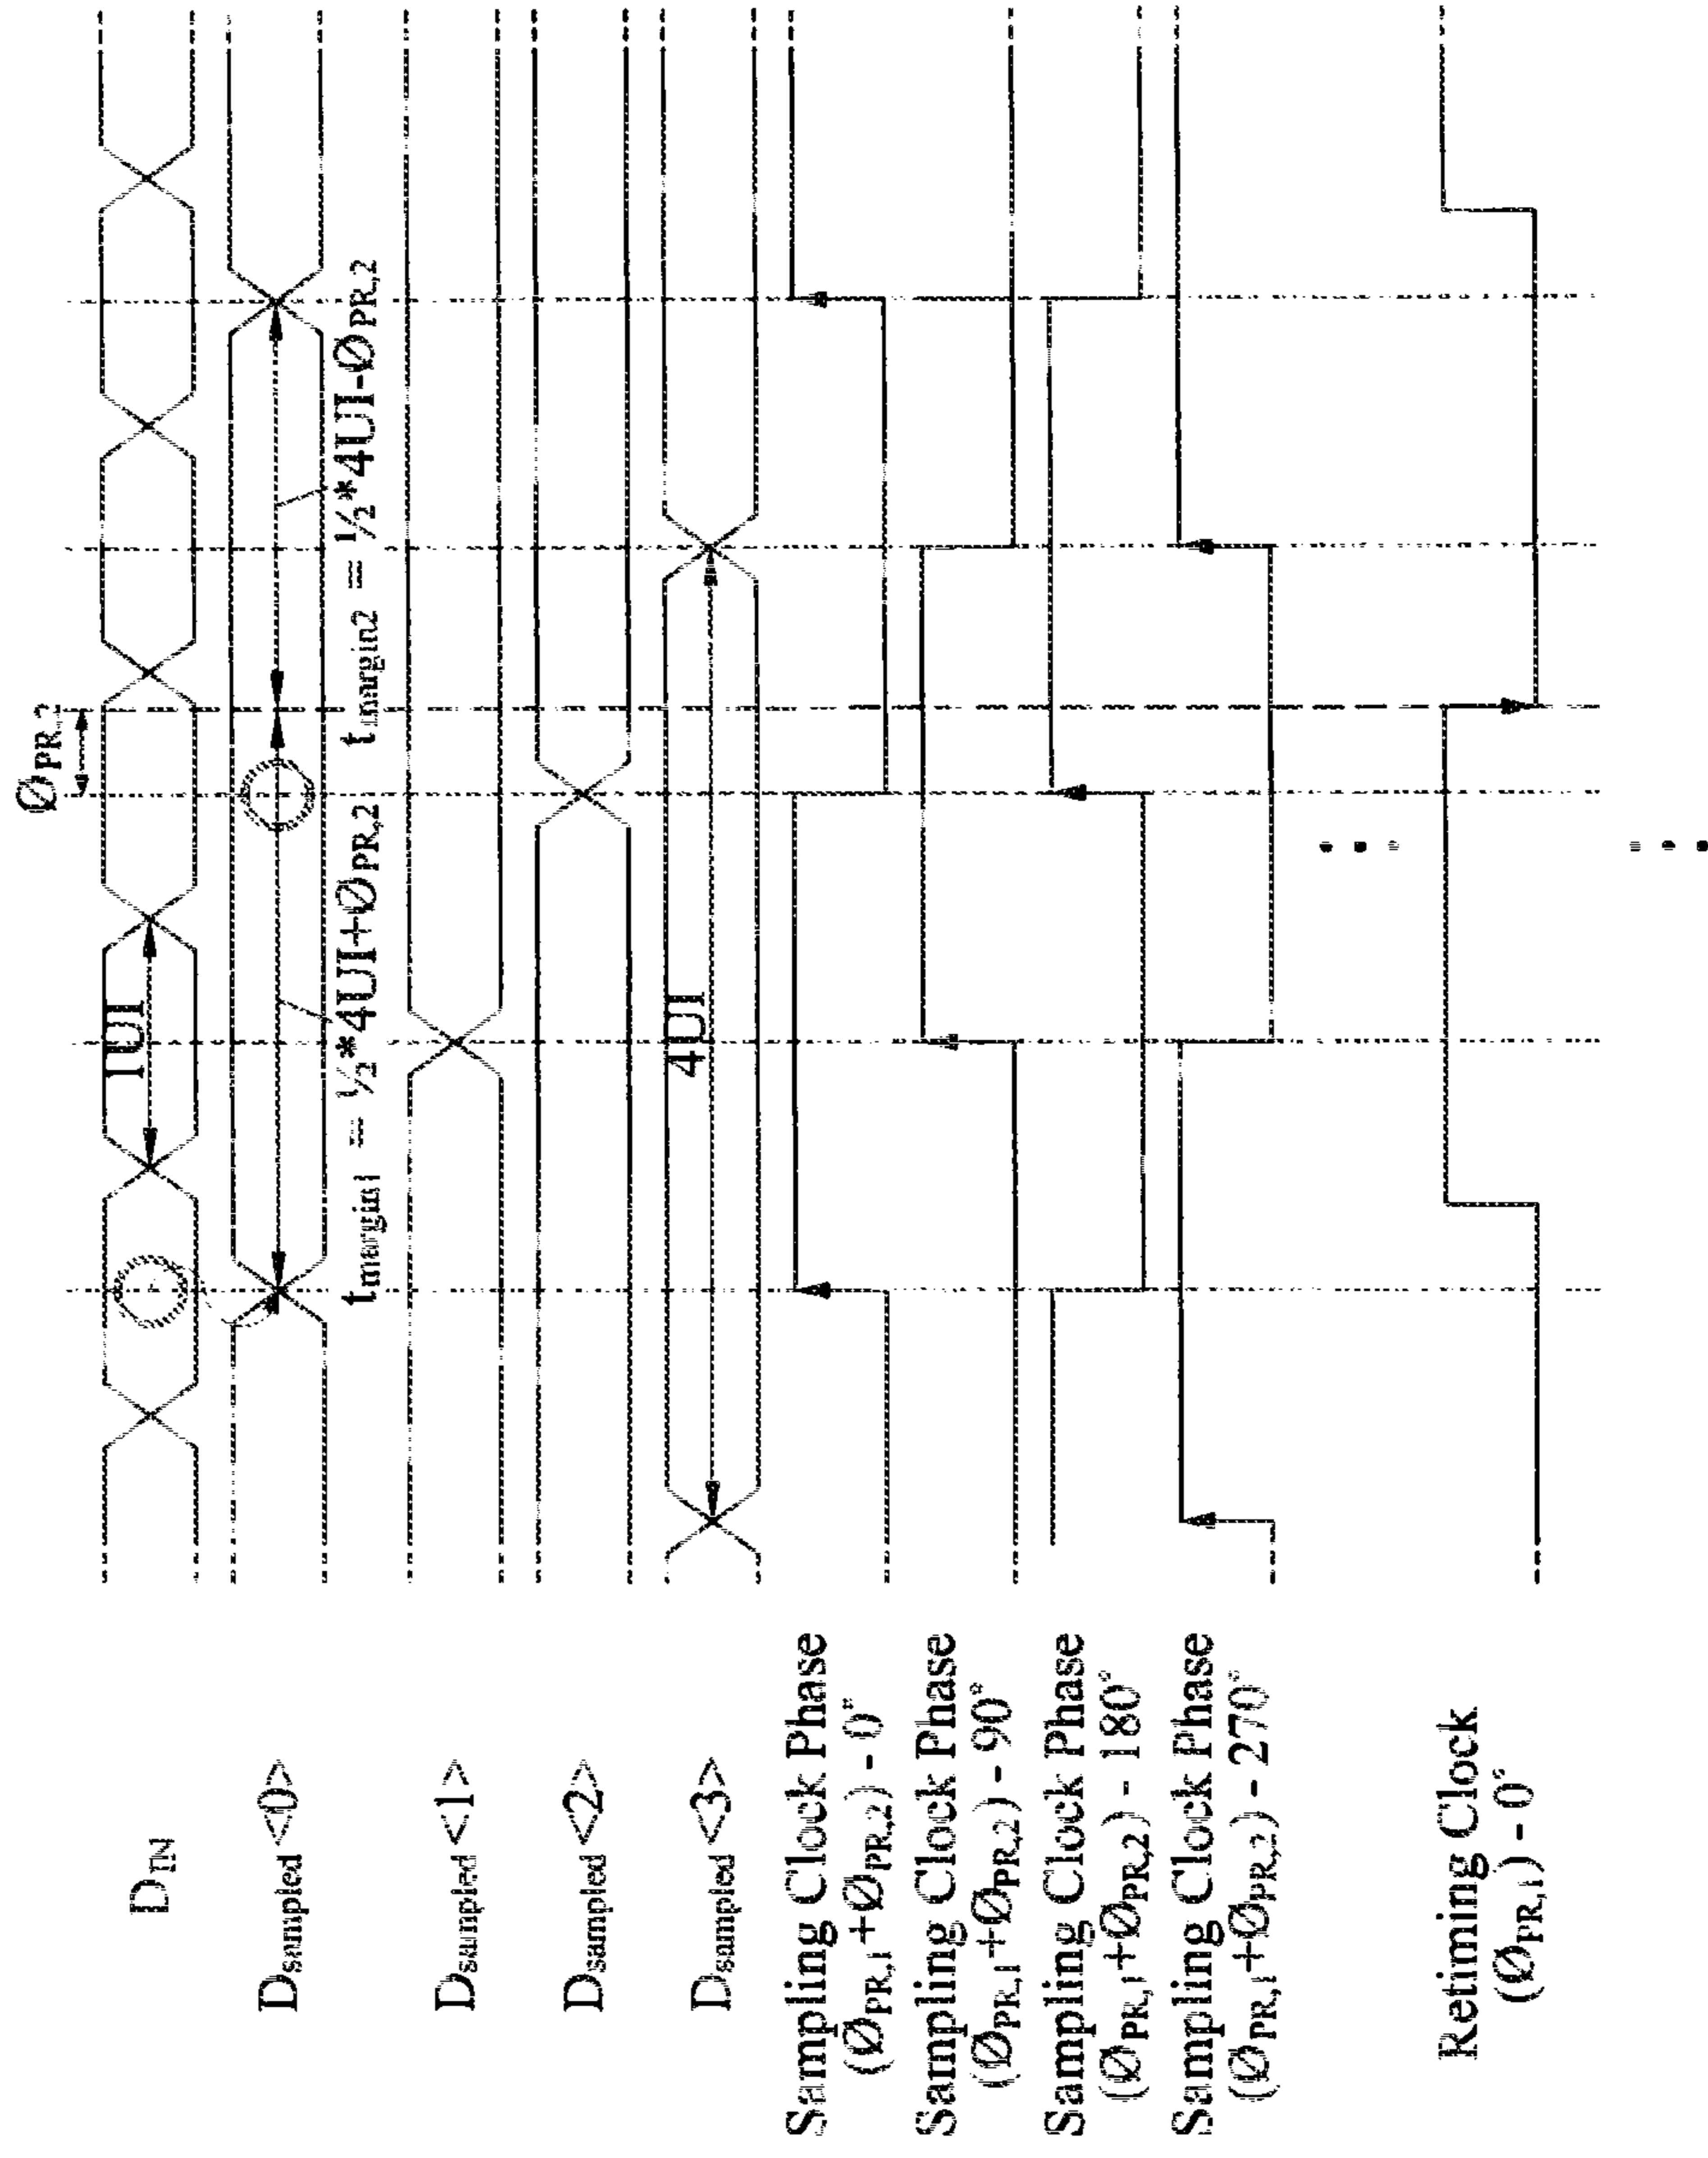 Ø_PR,2
D_IN
1UI
D_sampled <0>
t_margin1 = ½*4UI+Ø_PR,2
t_margin2 = ½*4UI-Ø_PR,2
D_sampled <1>
D_sampled <2>
D_sampled <3>
4UI
Sampling Clock Phase
(Ø_PR,1+Ø_PR,2) - 0°
Sampling Clock Phase
(Ø_PR,1+Ø_PR,2) - 90°
Sampling Clock Phase
(Ø_PR,1+Ø_PR,2) - 180°
Sampling Clock Phase
(Ø_PR,1+Ø_PR,2) - 270°
Retiming Clock
(Ø_PR,1) - 0°